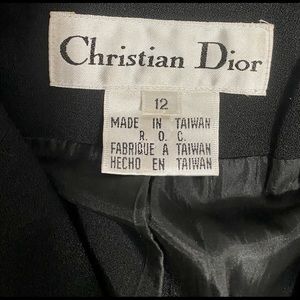 Christian Dior
12
MADE IN TAIWAN
R. O. C.
FABRIQUE A TAIWAN
HECHO EN TAIWAN